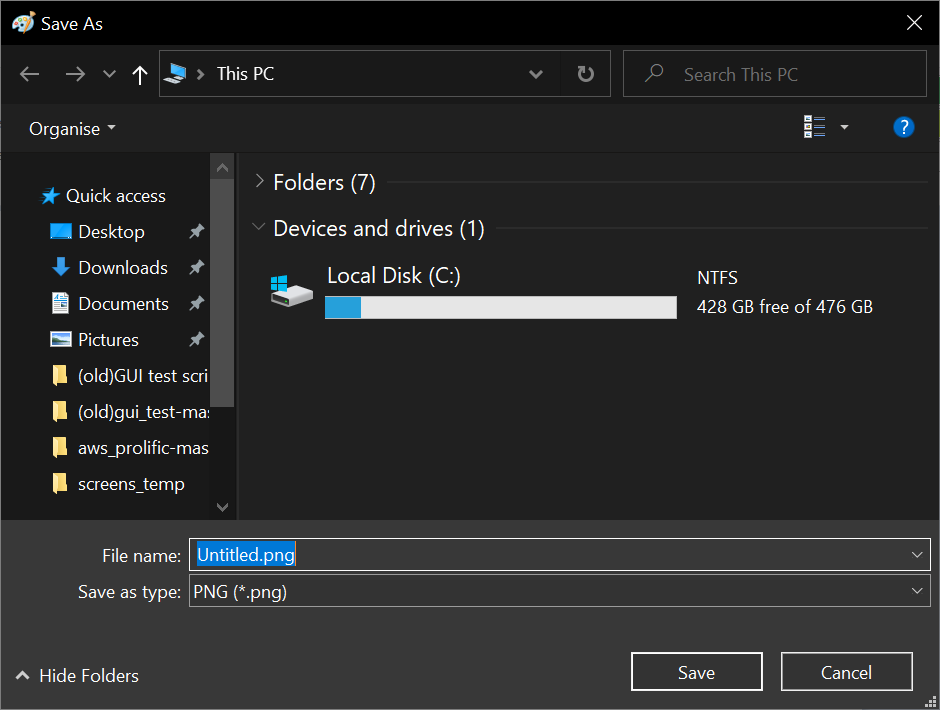 Save As
This PC
Search This PC
Organise
?
Quick access
Desktop
Downloads
Documents
Pictures
(old)GUI test scri
(old)gui_test-mas
aws_prolific-mas
screens_temp
Folders (7)
Devices and drives (1)
Local Disk (C:)
NTFS
428 GB free of 476 GB
File name: Untitled.png
Save as type: PNG (*.png)
Hide Folders
Save
Cancel